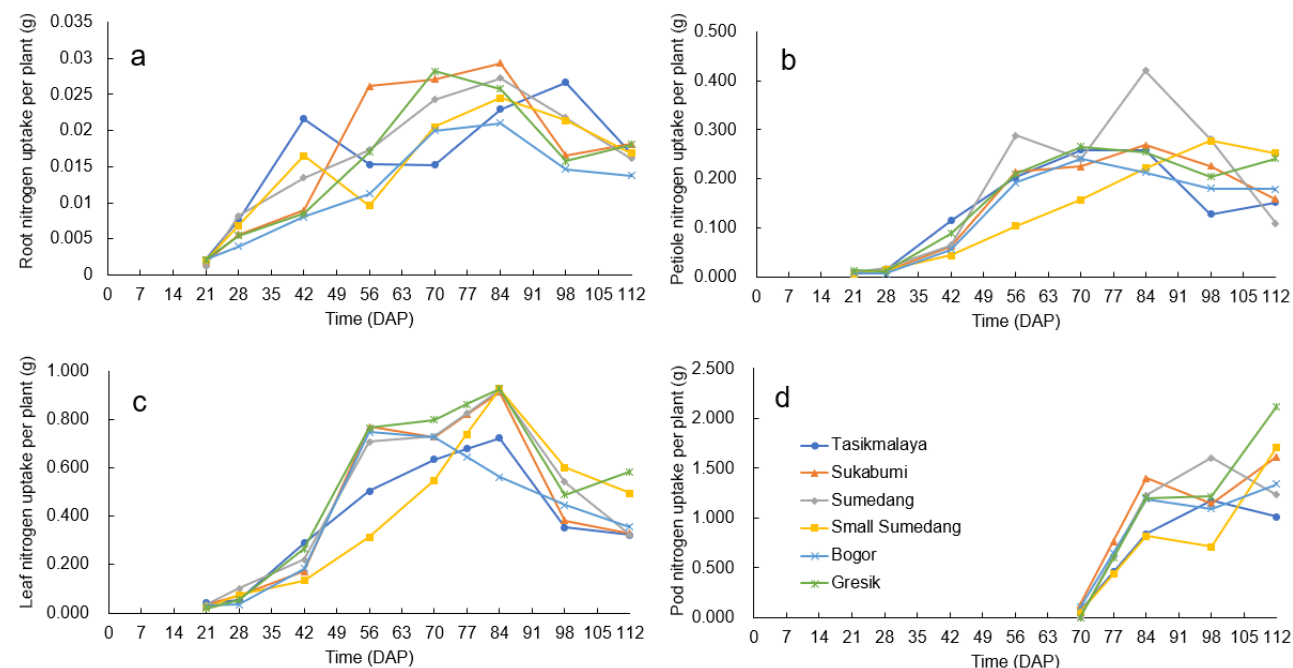 a
Root nitrogen uptake per plant (g)
0.035
0.03
0.025
0.02
0.015
0.01
0.005
0
0 7 14 21 28 35 42 49 56 63 70 77 84 91 98 105 112
Time (DAP)
b
Petiole nitrogen uptake per plant (g)
0.500
0.400
0.300
0.200
0.100
0.000
0 7 14 21 28 35 42 49 56 63 70 77 84 91 98 105 112
Time (DAP)
c
Leaf nitrogen uptake per plant (g)
1.000
0.800
0.600
0.400
0.200
0.000
0 7 14 21 28 35 42 49 56 63 70 77 84 91 98 105 112
Time (DAP)
d
Pod nitrogen uptake per plant (g)
2.500
2.000
1.500
1.000
0.500
0.000
Tasikmalaya
Sukabumi
Sumedang
Small Sumedang
Bogor
Gresik
0 7 14 21 28 35 42 49 56 63 70 77 84 91 98 105 112
Time (DAP)